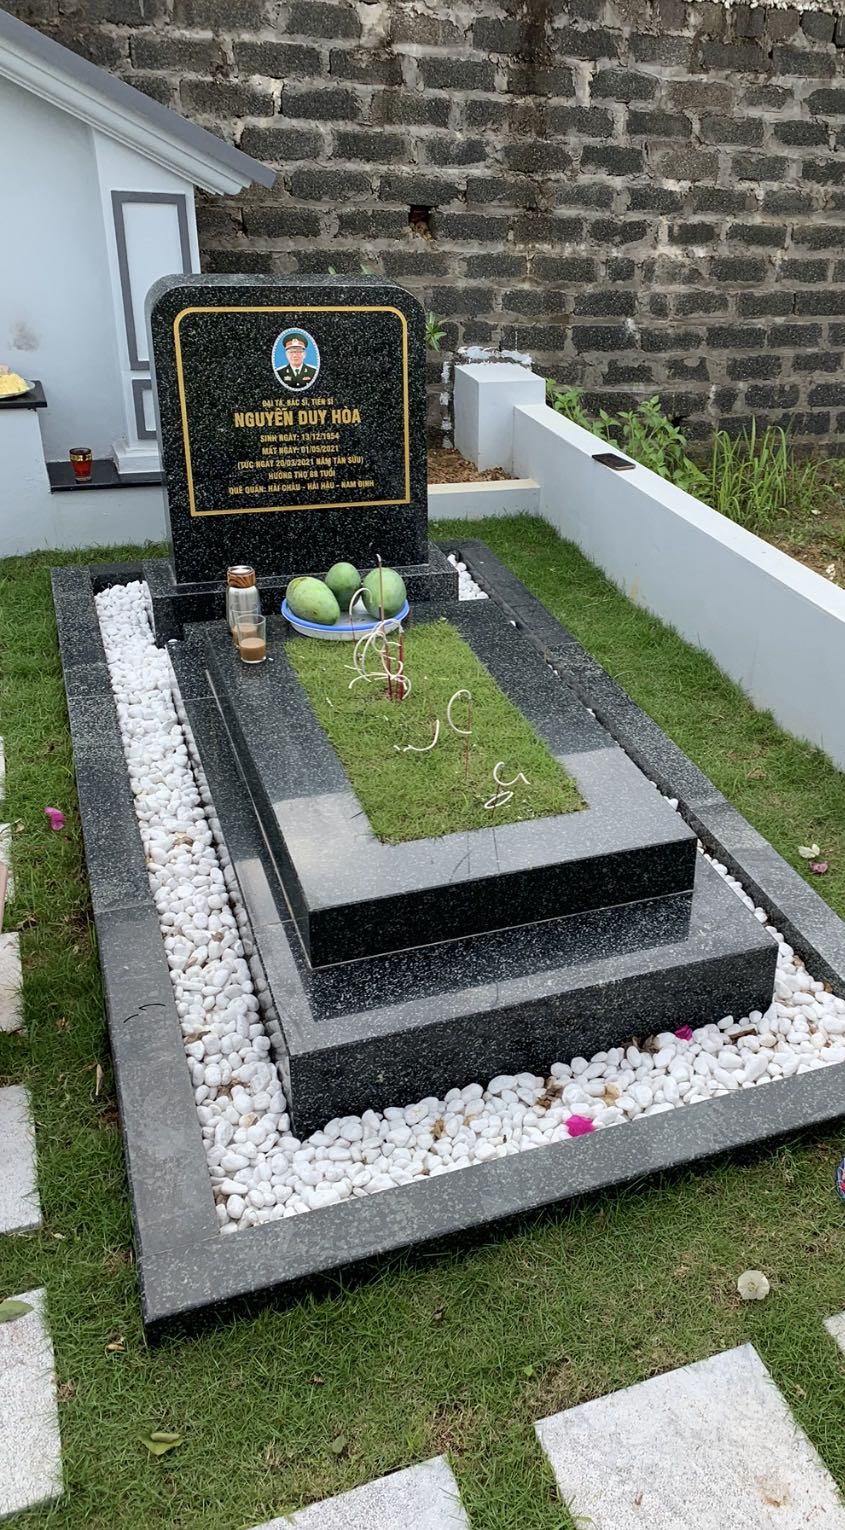 ĐẠI TÁ, BÁC SĨ, TIẾN SĨ
NGUYỄN DUY HÒA
SINH NGÀY: 13/12/1954
MẤT NGÀY: 01/05/2021
(TỨC NGÀY 20/03/2021 NĂM TÂN SỬU)
HƯỞNG THỌ 68 TUỔI
QUÊ QUÁN: HẢI CHÂU - HẢI HẬU - NAM ĐỊNH